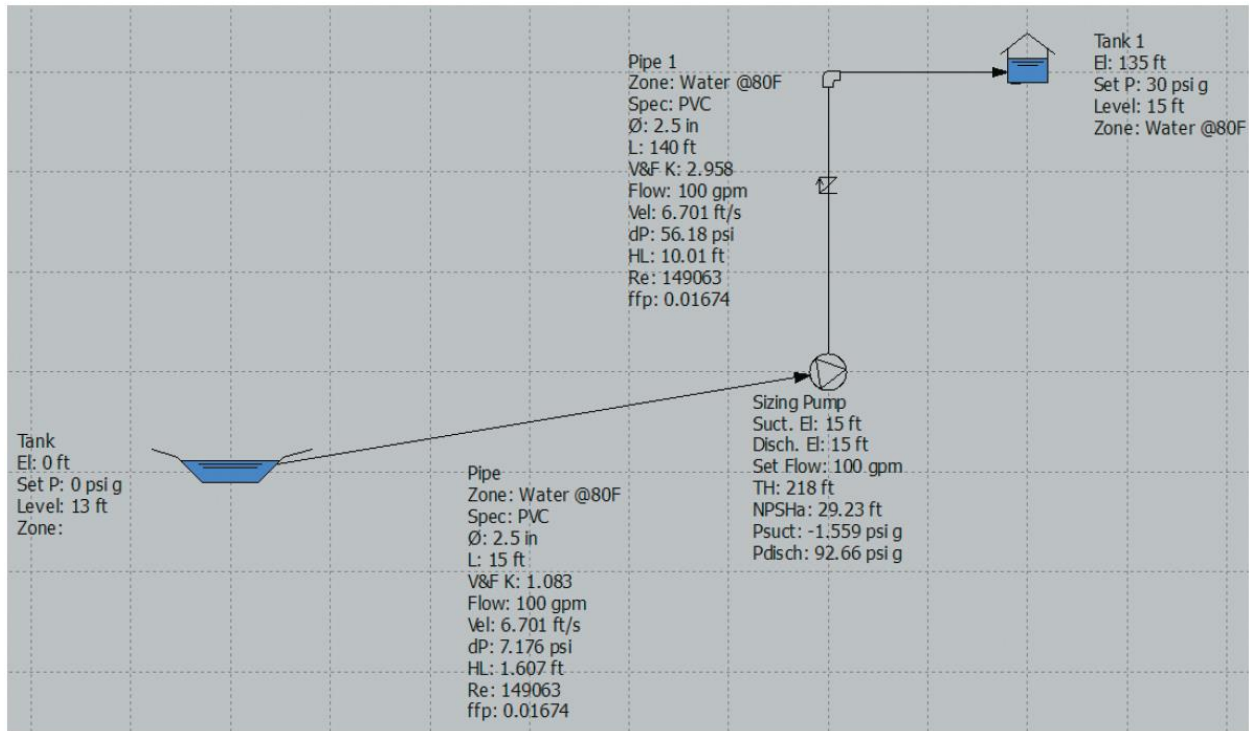 Tank 1
El: 135 ft
Set P: 30 psi g
Level: 15 ft
Zone: Water @80F
Pipe 1
Zone: Water @80F
Spec: PVC
Ø: 2.5 in
L: 140 ft
V&F K: 2.958
Flow: 100 gpm
Vel: 6.701 ft/s
dP: 56.18 psi
HL: 10.01 ft
Re: 149063
ffp: 0.01674
Sizing Pump
Suct. El: 15 ft
Disch. El: 15 ft
Set Flow: 100 gpm
TH: 218 ft
NPSHa: 29.23 ft
Psuct: -1.559 psi g
Pdisch: 92.66 psi g
Tank
El: 0 ft
Set P: 0 psi g
Level: 13 ft
Zone:
Pipe
Zone: Water @80F
Spec: PVC
Ø: 2.5 in
L: 15 ft
V&F K: 1.083
Flow: 100 gpm
Vel: 6.701 ft/s
dP: 7.176 psi
HL: 1.607 ft
Re: 149063
ffp: 0.01674